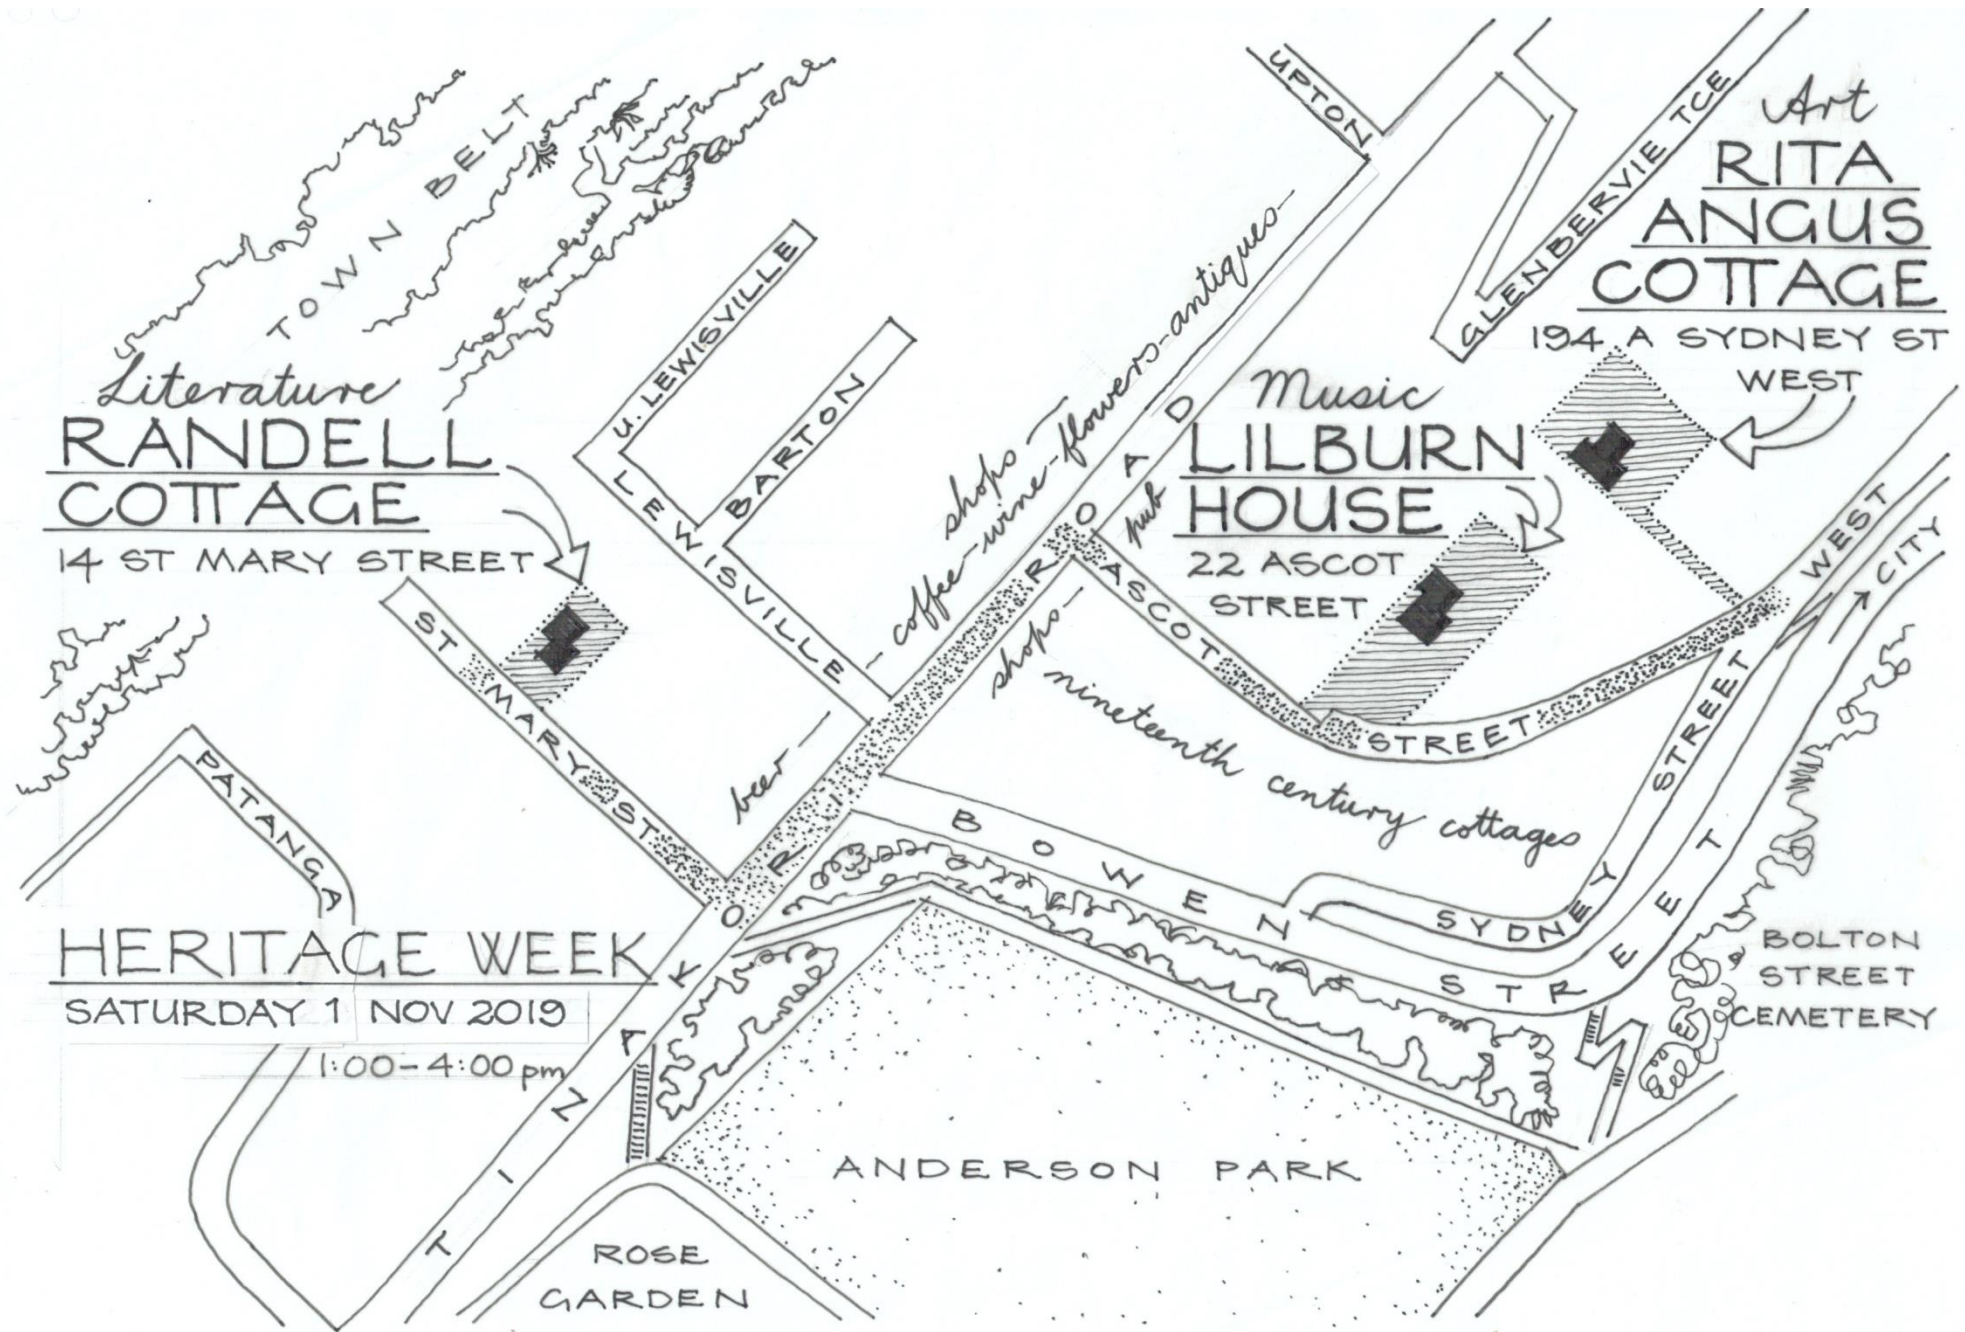 UPTON
GLENBERVIE TCE
Art
RITA
ANGUS
COTTAGE
194 A SYDNEY ST
WEST
TOWN BELT
Literature
RANDELL
COTTAGE
14 ST MARY STREET
U. LEWISVILLE
BARTON
LEWISVILLE
shops -
- coffee - wine - flowers - antiques -
pub
Music
LILBURN
HOUSE
22 ASCOT
STREET
WEST
CITY
ST MARY ST
beer -
shops -
ASCOT STREET
nineteenth century cottages
PATANGA
TINAKORI ROAD
BOWEN STREET
SYDNEY STREET
HERITAGE WEEK
SATURDAY 1 NOV 2019
1:00-4:00 pm
BOLTON
STREET
CEMETERY
ANDERSON PARK
ROSE
GARDEN